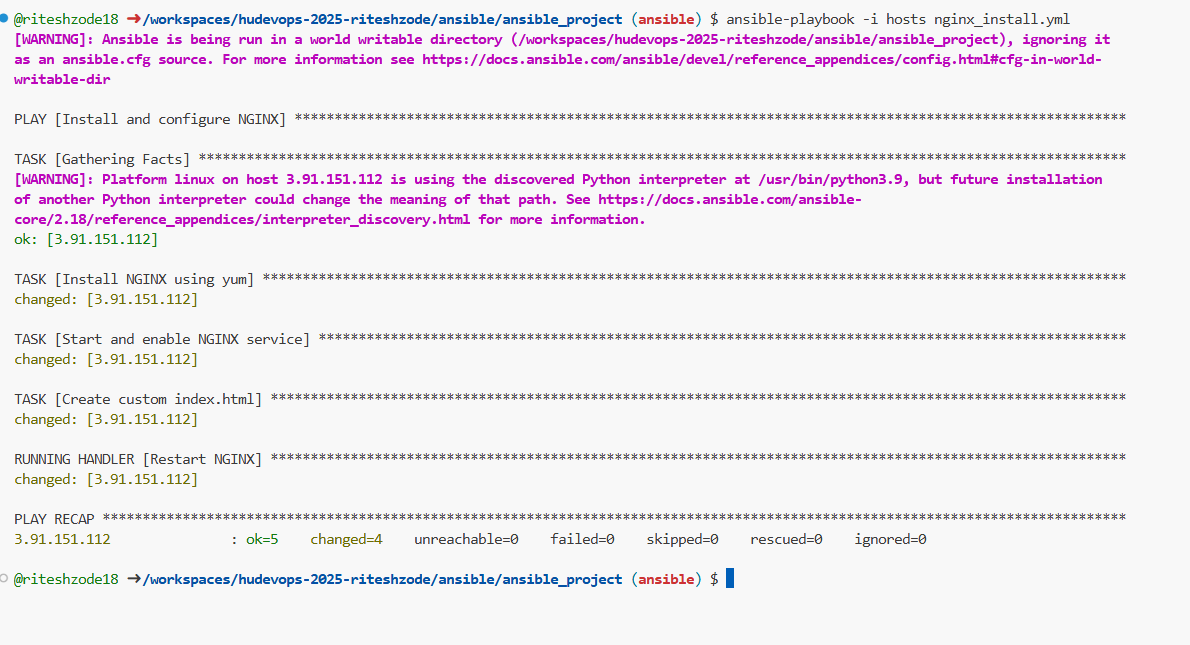 @riteshzode18 ➜/workspaces/hudevops-2025-riteshzode/ansible/ansible_project (ansible) $ ansible-playbook -i hosts nginx_install.yml
[WARNING]: Ansible is being run in a world writable directory (/workspaces/hudevops-2025-riteshzode/ansible/ansible_project), ignoring it
as an ansible.cfg source. For more information see https://docs.ansible.com/ansible/devel/reference_appendices/config.html#cfg-in-world-
writable-dir
PLAY [Install and configure NGINX] ********************************************************************************************************
TASK [Gathering Facts] ********************************************************************************************************************
[WARNING]: Platform linux on host 3.91.151.112 is using the discovered Python interpreter at /usr/bin/python3.9, but future installation
of another Python interpreter could change the meaning of that path. See https://docs.ansible.com/ansible-
core/2.18/reference_appendices/interpreter_discovery.html for more information.
ok: [3.91.151.112]
TASK [Install NGINX using yum] ************************************************************************************************************
changed: [3.91.151.112]
TASK [Start and enable NGINX service] *****************************************************************************************************
changed: [3.91.151.112]
TASK [Create custom index.html] ***********************************************************************************************************
changed: [3.91.151.112]
RUNNING HANDLER [Restart NGINX] ***********************************************************************************************************
changed: [3.91.151.112]
PLAY RECAP ********************************************************************************************************************************
3.91.151.112               : ok=5    changed=4    unreachable=0    failed=0    skipped=0    rescued=0    ignored=0
@riteshzode18 ➜/workspaces/hudevops-2025-riteshzode/ansible/ansible_project (ansible) $